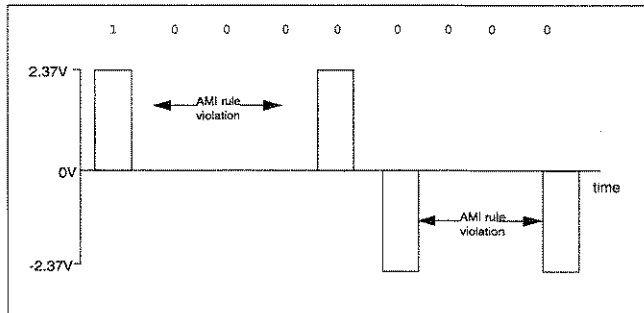 1 0 0 0 0 0 0 0 0
2.37V
AMI rule
violation
0V
time
AMI rule
violation
-2.37V